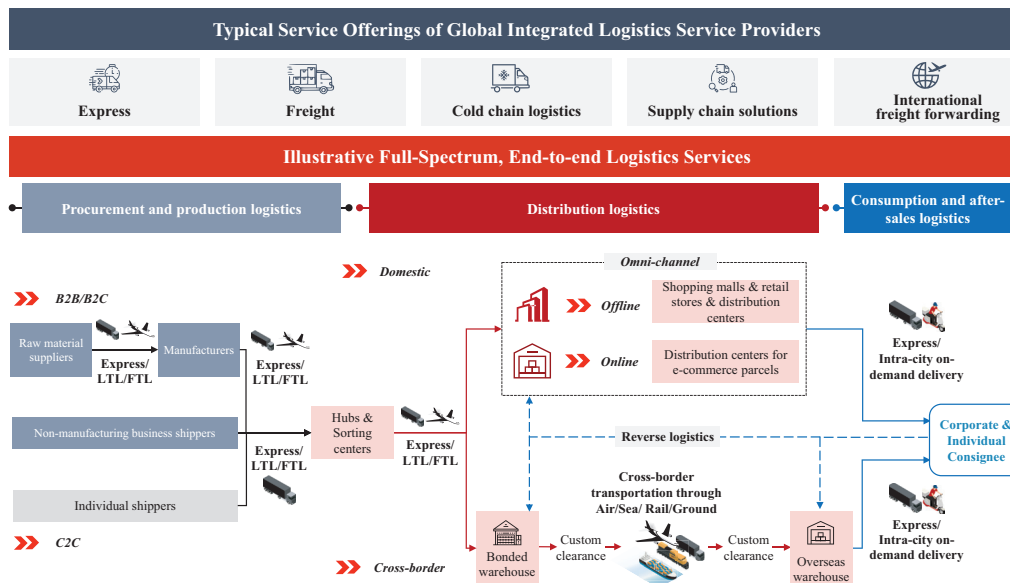 Typical Service Offerings of Global Integrated Logistics Service Providers
Express
Freight
Cold chain logistics
Supply chain solutions
International
freight forwarding
Illustrative Full-Spectrum, End-to-end Logistics Services
Procurement and production logistics
Distribution logistics
Consumption and after-
sales logistics
Domestic
Omni-channel
B2B/B2C
Offline
Shopping malls & retail
stores & distribution
centers
Raw material
suppliers
Manufacturers
Express/
LTL/FTL
Express/
LTL/FTL
Online
Distribution centers for
e-commerce parcels
Express/
Intra-city on-
demand delivery
Non-manufacturing business shippers
Express/
LTL/FTL
Hubs &
Sorting
centers
Express/
LTL/FTL
Reverse logistics
Corporate &
Individual
Consignee
Individual shippers
C2C
Cross-border
transportation through
Air/Sea/ Rail/Ground
Cross-border
Bonded
warehouse
Custom
clearance
Custom
clearance
Overseas
warehouse
Express/
Intra-city on-
demand delivery